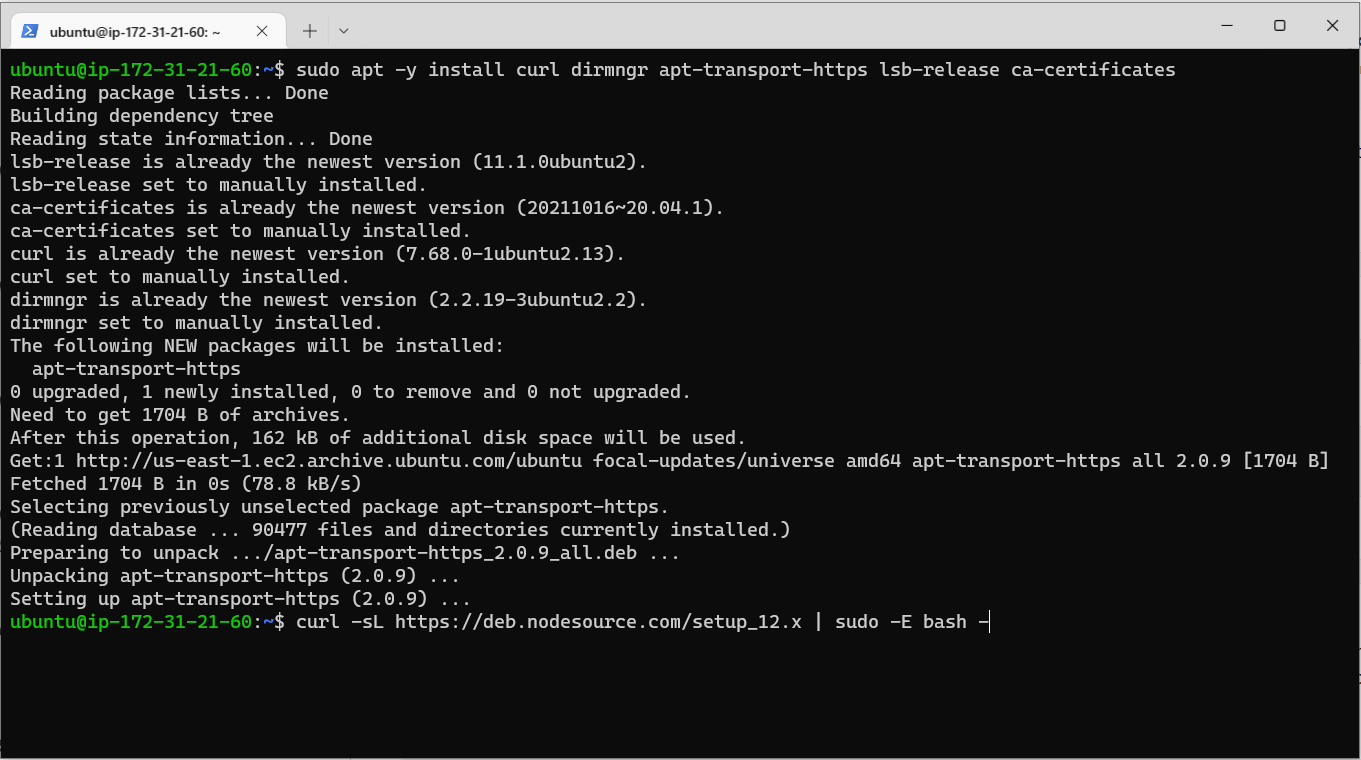 ubuntu@ip-172-31-21-60: ~
ubuntu@ip-172-31-21-60:~$ sudo apt -y install curl dirmngr apt-transport-https lsb-release ca-certificates
Reading package lists... Done
Building dependency tree
Reading state information... Done
lsb-release is already the newest version (11.1.0ubuntu2).
lsb-release set to manually installed.
ca-certificates is already the newest version (20211016~20.04.1).
ca-certificates set to manually installed.
curl is already the newest version (7.68.0-1ubuntu2.13).
curl set to manually installed.
dirmngr is already the newest version (2.2.19-3ubuntu2.2).
dirmngr set to manually installed.
The following NEW packages will be installed:
  apt-transport-https
0 upgraded, 1 newly installed, 0 to remove and 0 not upgraded.
Need to get 1704 B of archives.
After this operation, 162 kB of additional disk space will be used.
Get:1 http://us-east-1.ec2.archive.ubuntu.com/ubuntu focal-updates/universe amd64 apt-transport-https all 2.0.9 [1704 B]
Fetched 1704 B in 0s (78.8 kB/s)
Selecting previously unselected package apt-transport-https.
(Reading database ... 90477 files and directories currently installed.)
Preparing to unpack .../apt-transport-https_2.0.9_all.deb ...
Unpacking apt-transport-https (2.0.9) ...
Setting up apt-transport-https (2.0.9) ...
ubuntu@ip-172-31-21-60:~$ curl -sL https://deb.nodesource.com/setup_12.x | sudo -E bash -